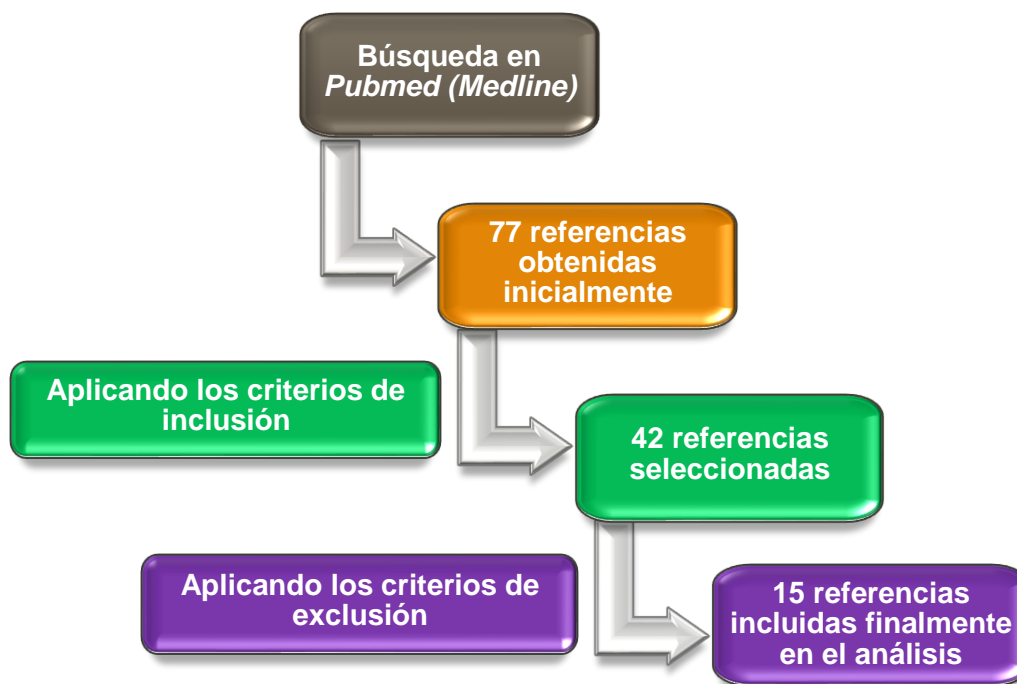 Búsqueda en
Pubmed (Medline)
77 referencias
obtenidas
inicialmente
Aplicando los criterios de
inclusión
42 referencias
seleccionadas
Aplicando los criterios de
exclusión
15 referencias
incluidas finalmente
en el análisis